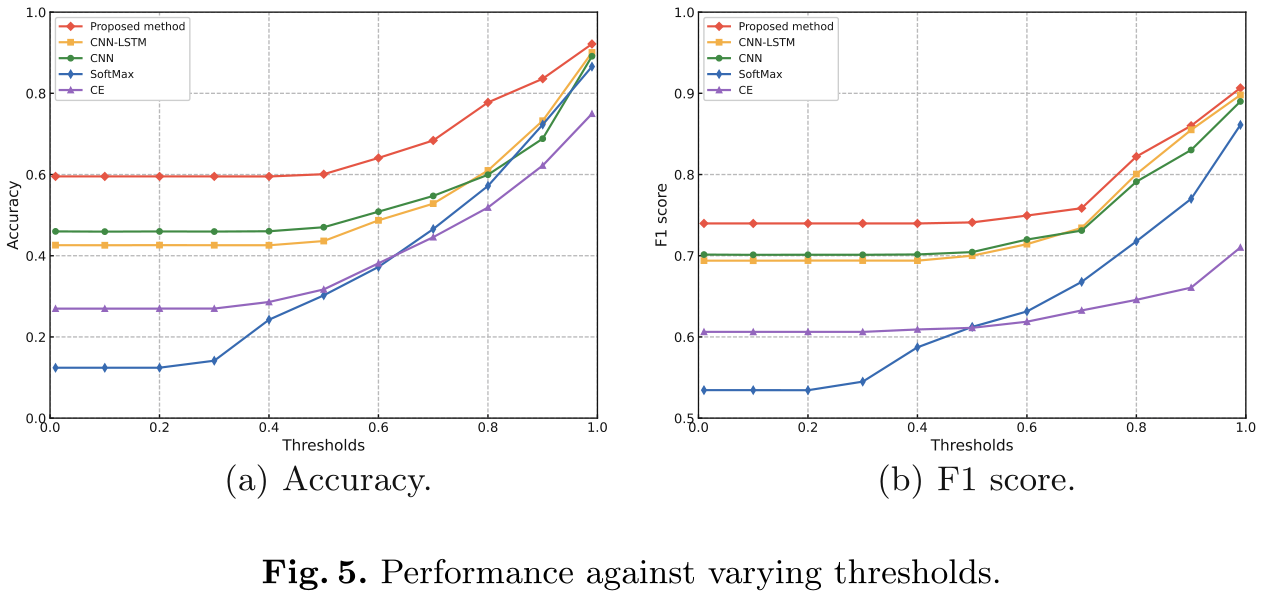 1.0
0.8
0.6
0.4
0.2
0.0
Accuracy
Proposed method
CNN-LSTM
CNN
SoftMax
CE
0.0 0.2 0.4 0.6 0.8 1.0
Thresholds
(a) Accuracy.
1.0
0.9
0.8
0.7
0.6
0.5
F1 score
Proposed method
CNN-LSTM
CNN
SoftMax
CE
0.0 0.2 0.4 0.6 0.8 1.0
Thresholds
(b) F1 score.
Fig. 5. Performance against varying thresholds.